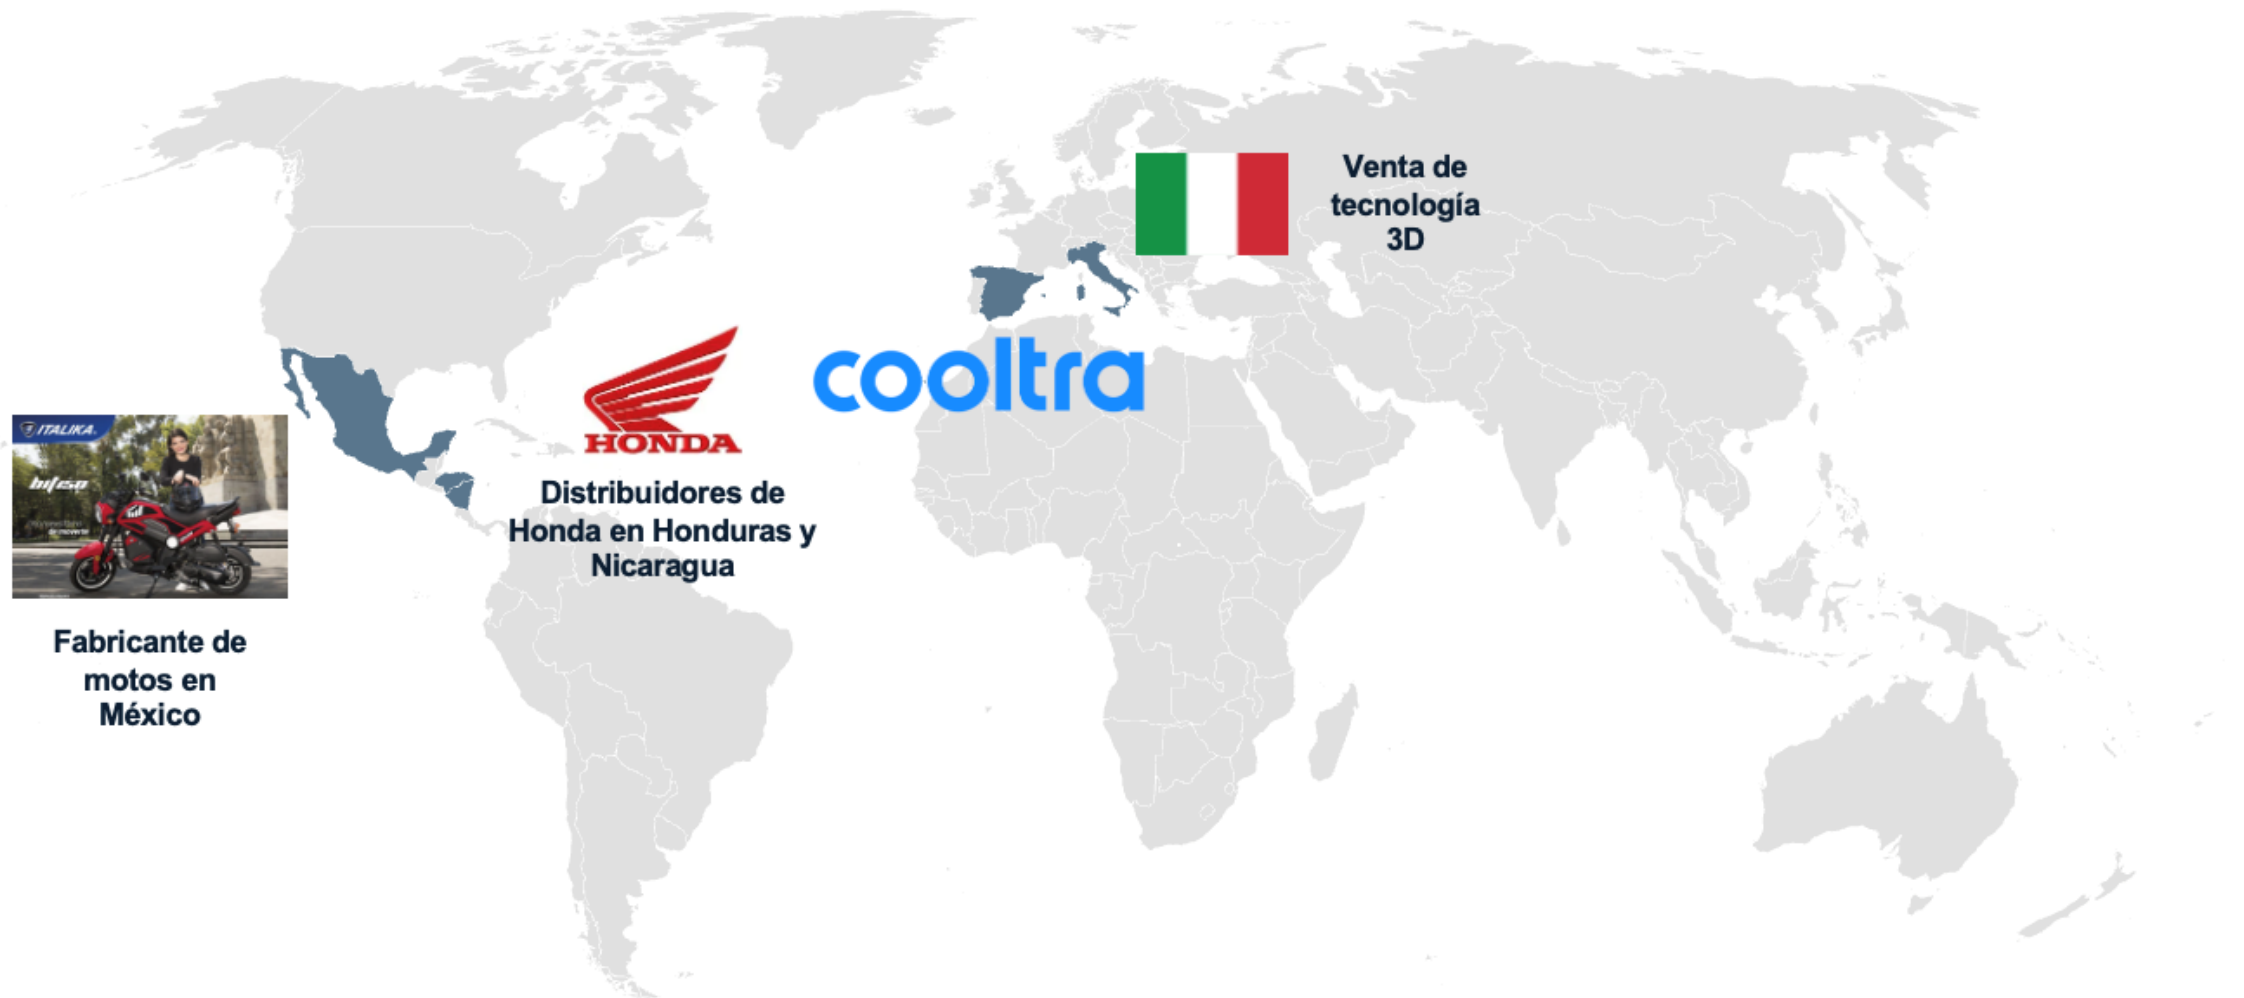 Venta de
tecnología
3D
cooltra
HONDA
Distribuidores de
Honda en Honduras y
Nicaragua
ITALIKA
Fabricante de
motos en
México